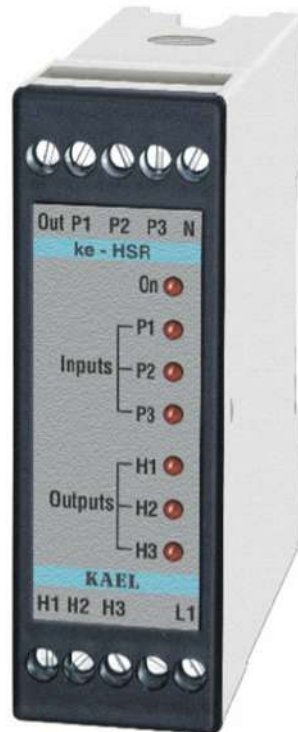 Out P1 P2 P3 N
ke - HSR
On
Inputs
P1
P2
P3
Outputs
H1
H2
H3
KAEL
H1 H2 H3 L1